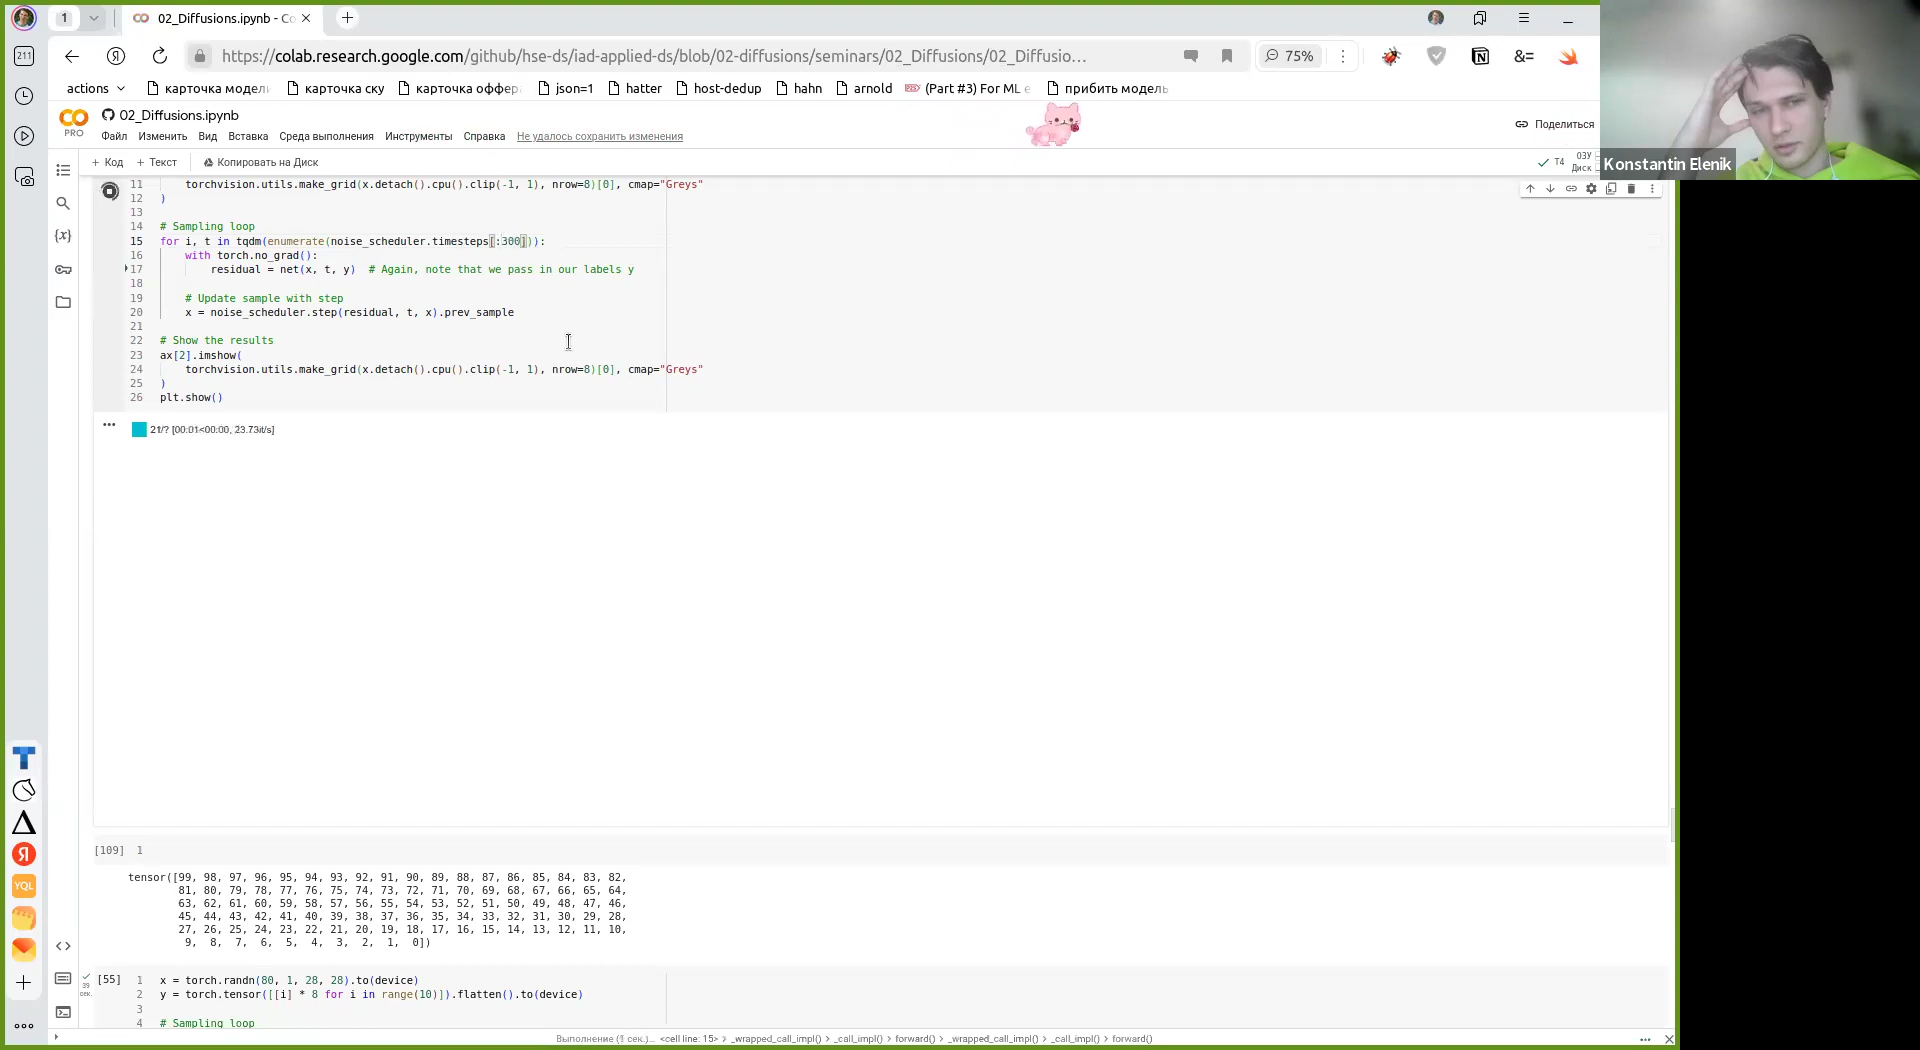 1
02_Diffusions.ipynb - Co
211
https://colab.research.google.com/github/hse-ds/iad-applied-ds/blob/02-diffusions/seminars/02_Diffusions/02_Diffusio…
75%
actions карточка модели карточка ску карточка оффер json=1 hatter host-dedup hahn arnold (Part #3) For ML e прибить модель
02_Diffusions.ipynb
PRO
Файл Изменить Вид Вставка Среда выполнения Инструменты Справка Не удалось сохранить изменения
Поделиться
+ Код + Текст Копировать на Диск
T4 ОЗУ Диск
Konstantin Elenik
11 torchvision.utils.make_grid(x.detach().cpu().clip(-1, 1), nrow=8)[0], cmap="Greys"
12 )
13
14 # Sampling loop
15 for i, t in tqdm(enumerate(noise_scheduler.timesteps[:300])):
16 with torch.no_grad():
17 residual = net(x, t, y)  # Again, note that we pass in our labels y
18
19 # Update sample with step
20 x = noise_scheduler.step(residual, t, x).prev_sample
21
22 # Show the results
23 ax[2].imshow(
24 torchvision.utils.make_grid(x.detach().cpu().clip(-1, 1), nrow=8)[0], cmap="Greys"
25 )
26 plt.show()
21/? [00:01<00:00, 23.73it/s]
[109] 1
tensor([99, 98, 97, 96, 95, 94, 93, 92, 91, 90, 89, 88, 87, 86, 85, 84, 83, 82,
81, 80, 79, 78, 77, 76, 75, 74, 73, 72, 71, 70, 69, 68, 67, 66, 65, 64,
63, 62, 61, 60, 59, 58, 57, 56, 55, 54, 53, 52, 51, 50, 49, 48, 47, 46,
45, 44, 43, 42, 41, 40, 39, 38, 37, 36, 35, 34, 33, 32, 31, 30, 29, 28,
27, 26, 25, 24, 23, 22, 21, 20, 19, 18, 17, 16, 15, 14, 13, 12, 11, 10,
9, 8, 7, 6, 5, 4, 3, 2, 1, 0])
[55] 1 x = torch.randn(80, 1, 28, 28).to(device)
39 сек.
2 y = torch.tensor([[i] * 8 for i in range(10)]).flatten().to(device)
3
4 # Sampling loop
YQL
Выполнение ( сек.)... <cell line: 15> > _wrapped_call_impl() > _call_impl() > forward() > _wrapped_call_impl() > _call_impl() > forward()